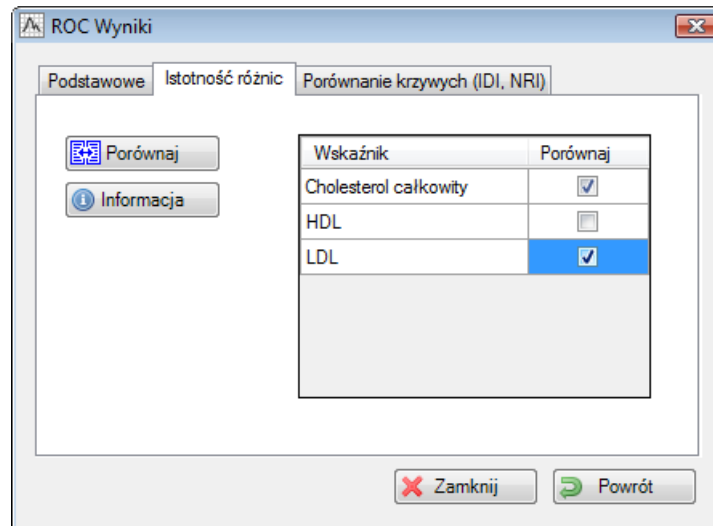 ROC Wyniki
Podstawowe Istotność różnic Porównanie krzywych (IDI, NRI)
Porównaj
Informacja
Wskaźnik Porównaj
Cholesterol całkowity
HDL
LDL
Zamknij Powrót